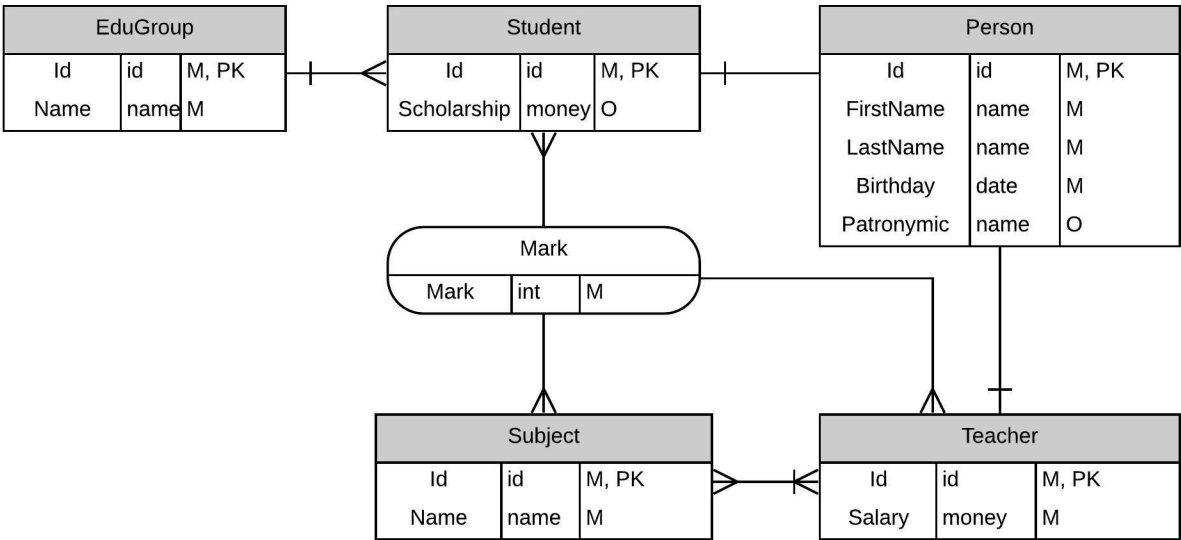 EduGroup
Id id M, PK
Name name M
Student
Id id M, PK
Scholarship money O
Person
Id id M, PK
FirstName name M
LastName name M
Birthday date M
Patronymic name O
Mark
Mark int M
Subject
Id id M, PK
Name name M
Teacher
Id id M, PK
Salary money M